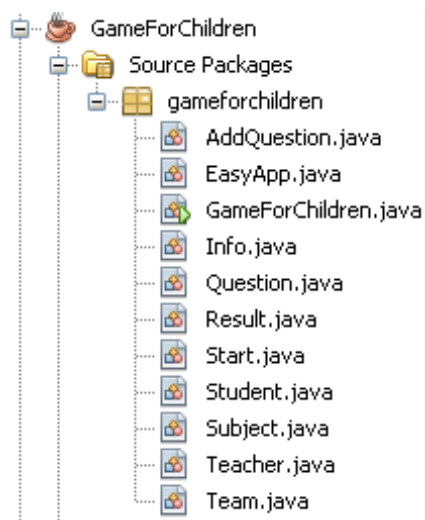 GameForChildren
Source Packages
gameforchildren
AddQuestion.java
EasyApp.java
GameForChildren.java
Info.java
Question.java
Result.java
Start.java
Student.java
Subject.java
Teacher.java
Team.java